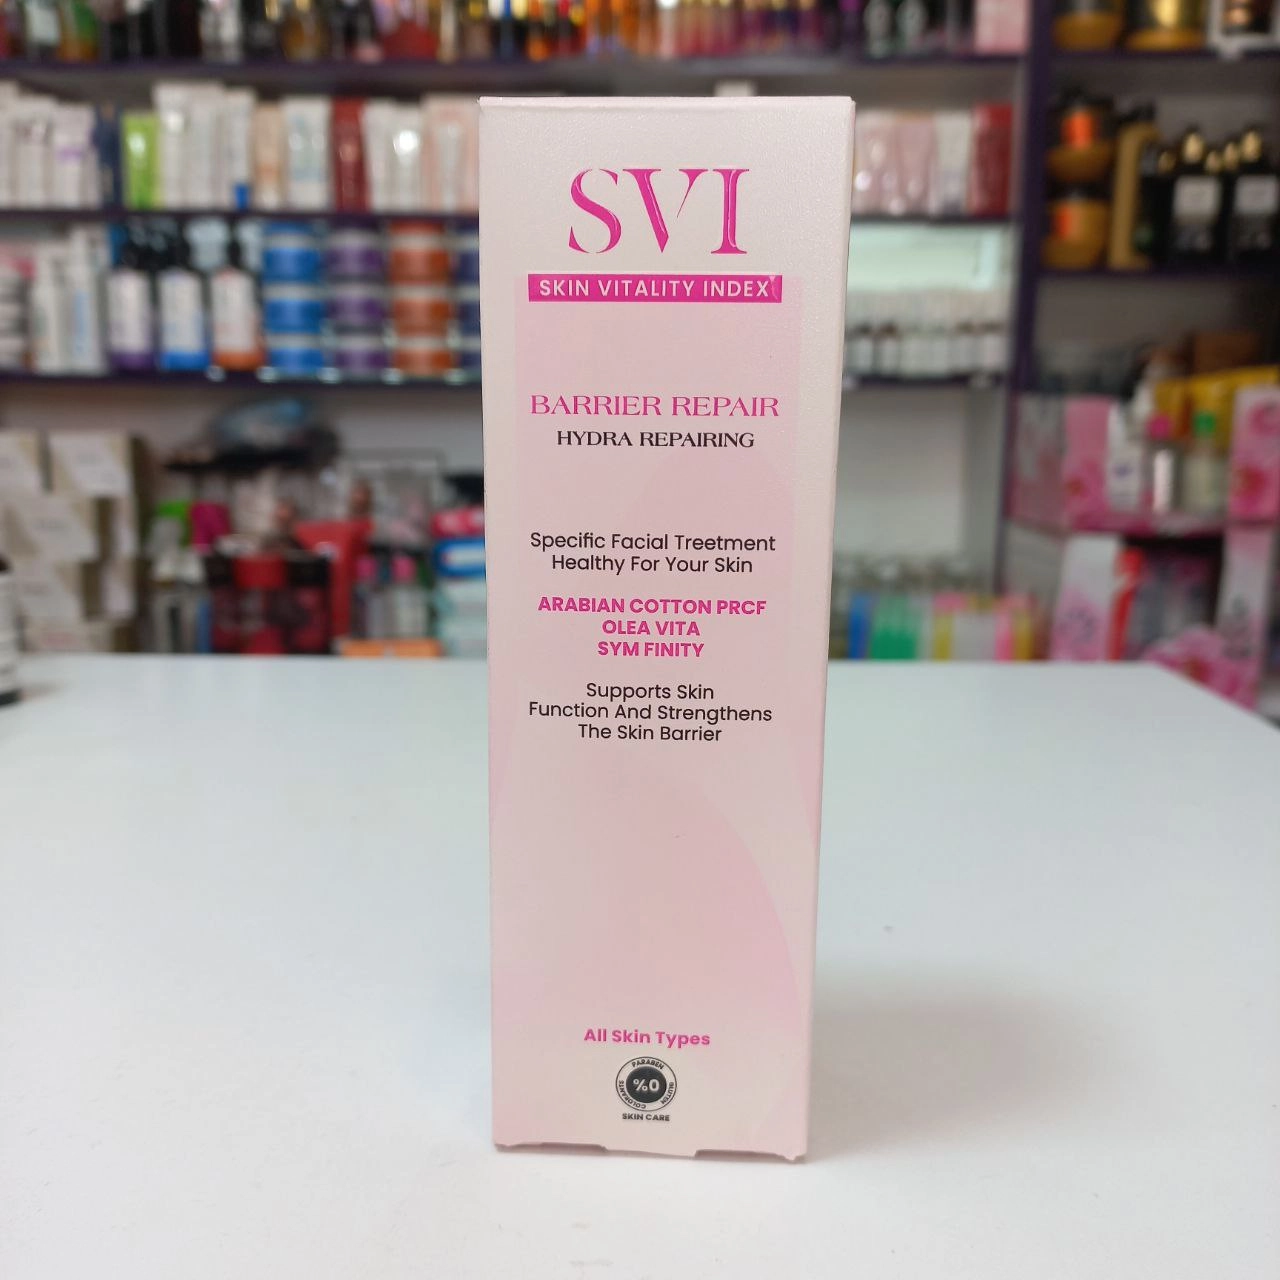 SVI
SKIN VITALITY INDEX
BARRIER REPAIR
HYDRA REPAIRING
Specific Facial Treetment
Healthy For Your Skin
ARABIAN COTTON PRCF
OLEA VITA
SYM FINITY
Supports Skin
Function And Strengthens
The Skin Barrier
All Skin Types
PARABEN
%0
SKIN CARE